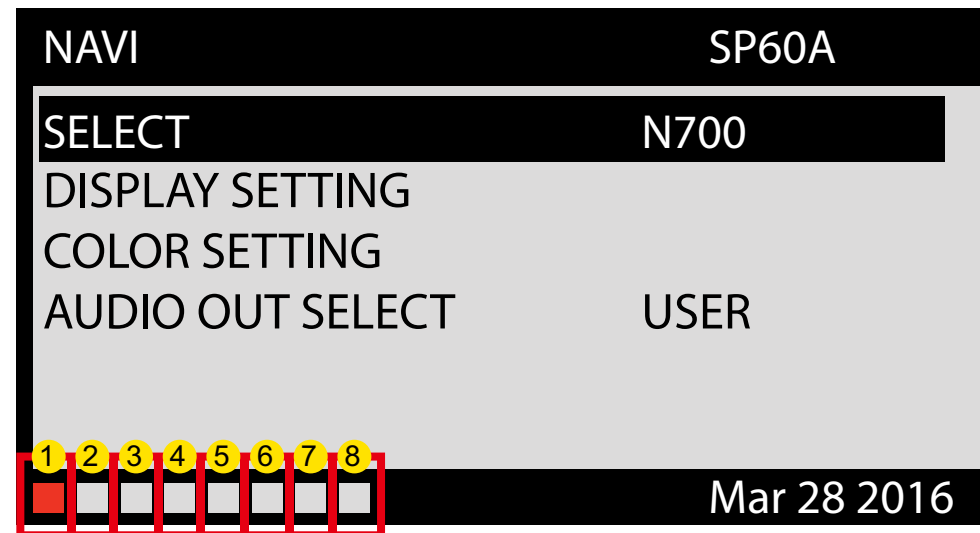 NAVI SP60A
SELECT N700
DISPLAY SETTING
COLOR SETTING
AUDIO OUT SELECT USER
1 2 3 4 5 6 7 8
Mar 28 2016